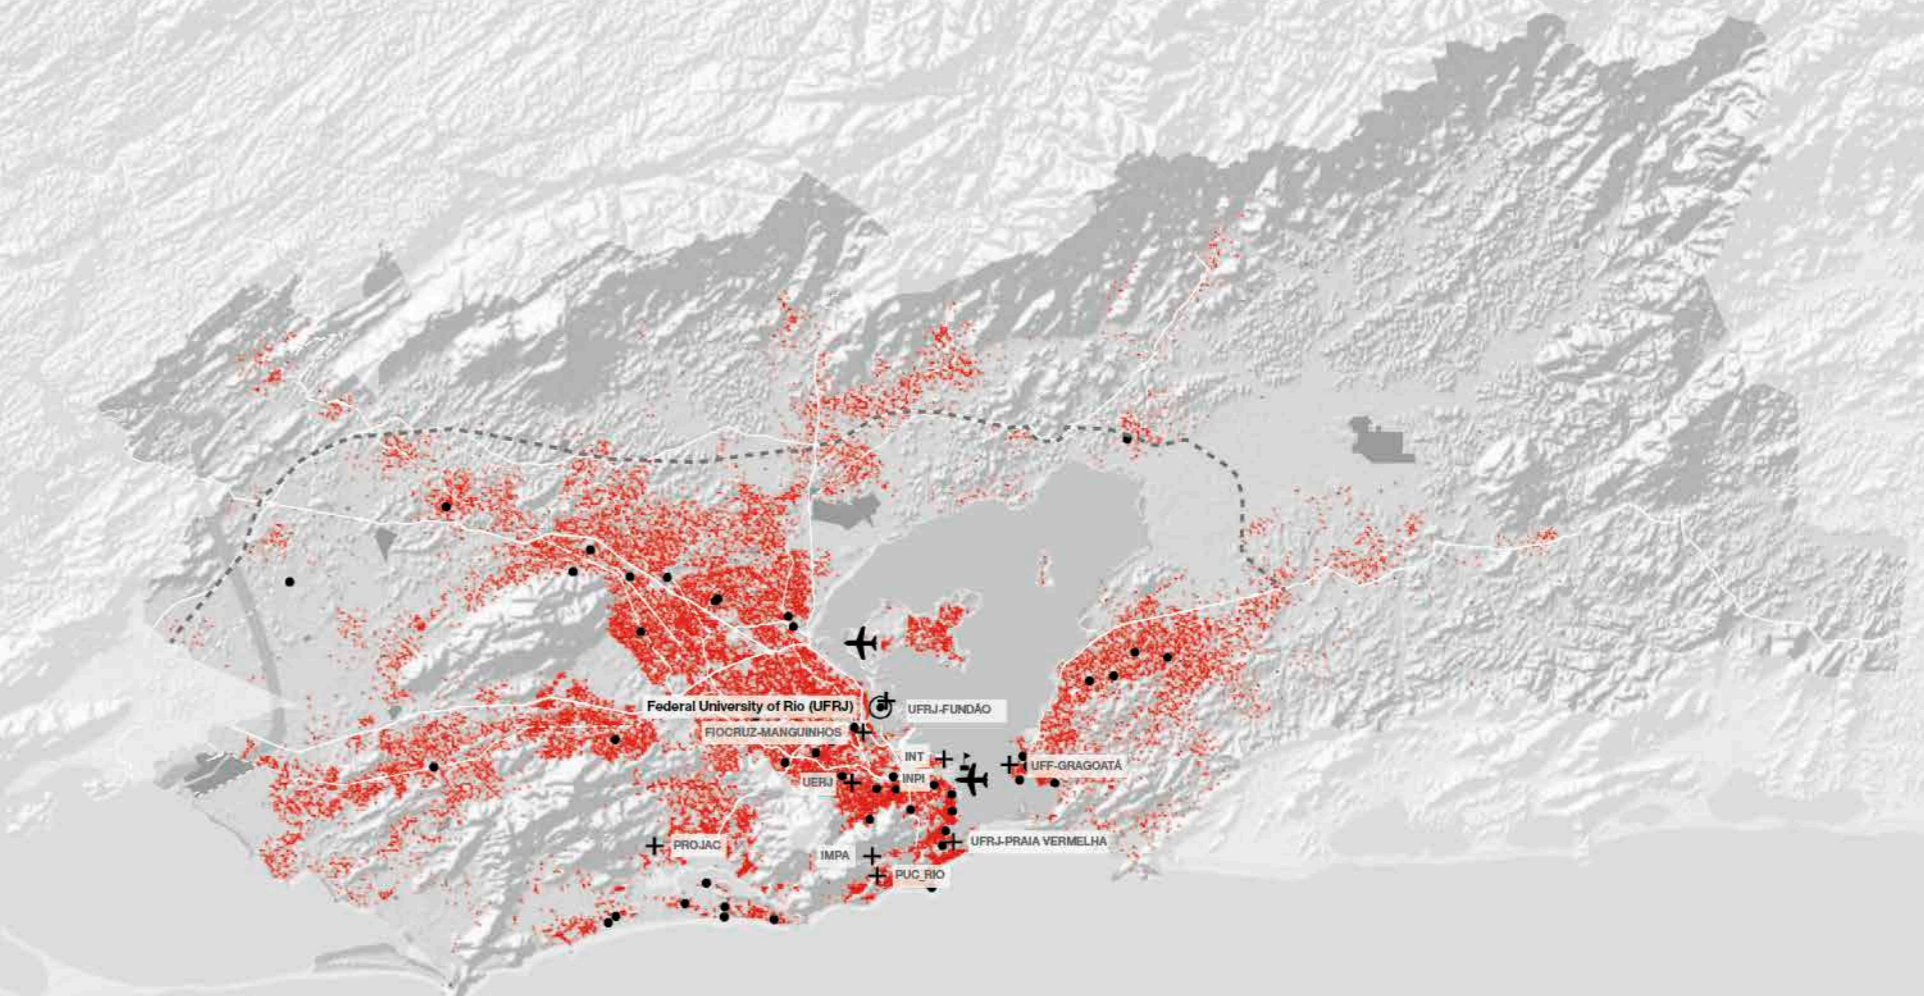 Federal University of Rio (UFRJ)
UFRJ-FUNDÃO
FIOCRUZ-MANGUINHOS
INT
UFF-GRAGOATÁ
UERJ
INPI
PROJAC
UFRJ-PRAIA VERMELHA
IMPA
PUC_RIO